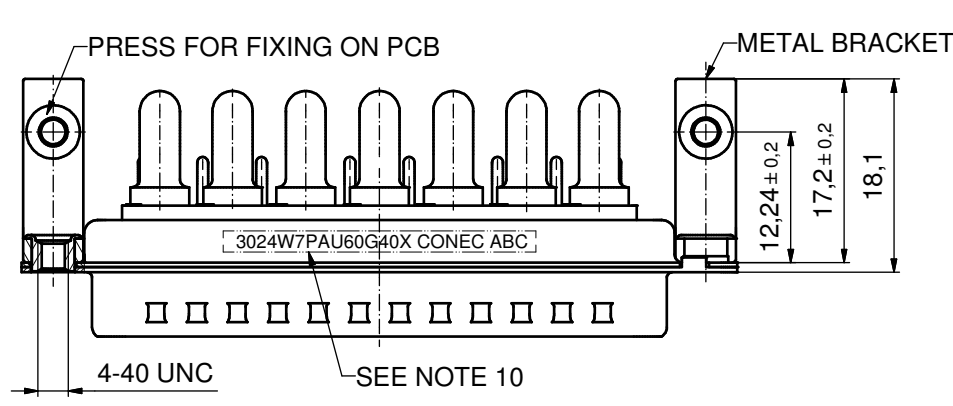 PRESS FOR FIXING ON PCB
METAL BRACKET
12,24±0,2
17,2±0,2
18,1
3024W7PAU60G40X CONEC ABC
4-40 UNC
SEE NOTE 10